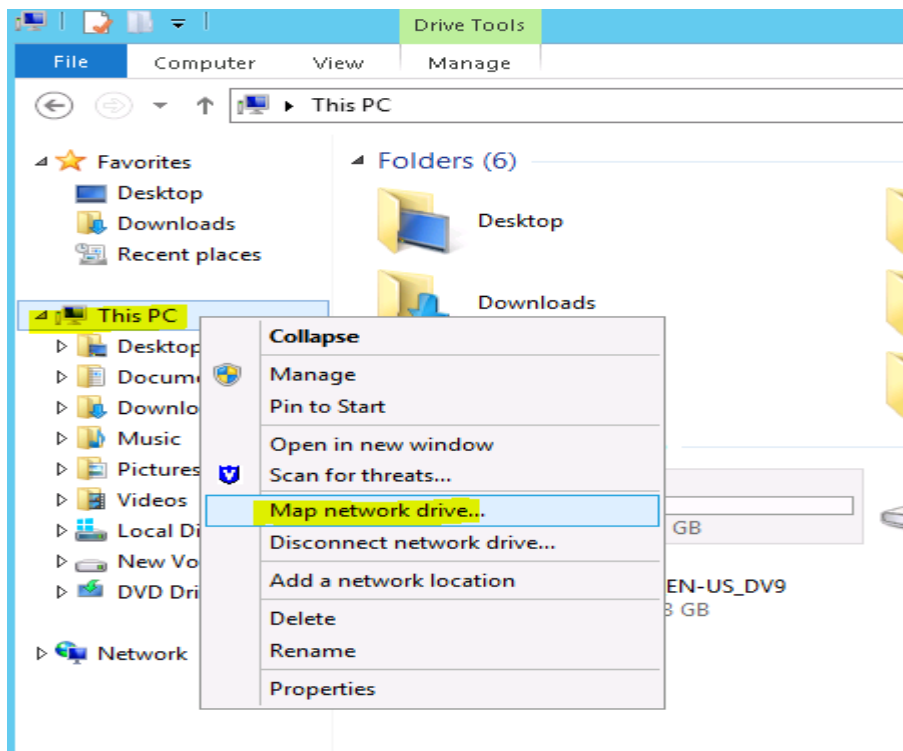 Drive Tools
File Computer View Manage
This PC
Favorites
Desktop
Downloads
Recent places
This PC
Desktop
Music
Pictures
Videos
Network
Folders (6)
Desktop
Downloads
Collapse
Manage
Pin to Start
Open in new window
Scan for threats...
Map network drive...
Disconnect network drive...
Add a network location
Delete
Rename
Properties
GB
EN-US_DV9
GB